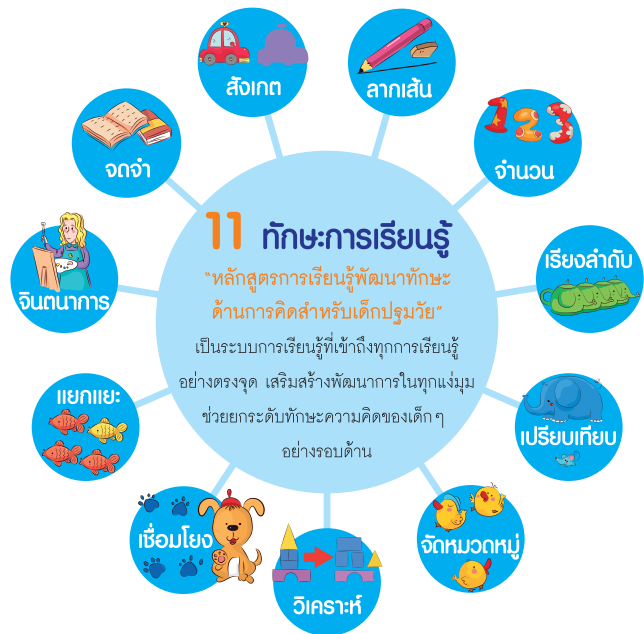 สังเกต
ลากเส้น
จำนวน
เรียงลำดับ
เปรียบเทียบ
จัดหมวดหมู่
วิเคราะห์
เชื่อมโยง
แยกแยะ
จินตนาการ
จดจำ
11 ทักษะการเรียนรู้
"หลักสูตรการเรียนรู้พัฒนาทักษะ
ด้านการคิดสำหรับเด็กปฐมวัย"
เป็นระบบการเรียนรู้ที่เข้าถึงทุกการเรียนรู้
อย่างตรงจุด เสริมสร้างพัฒนาการในทุกแง่มุม
ช่วยยกระดับทักษะความคิดของเด็กๆ
อย่างรอบด้าน
123